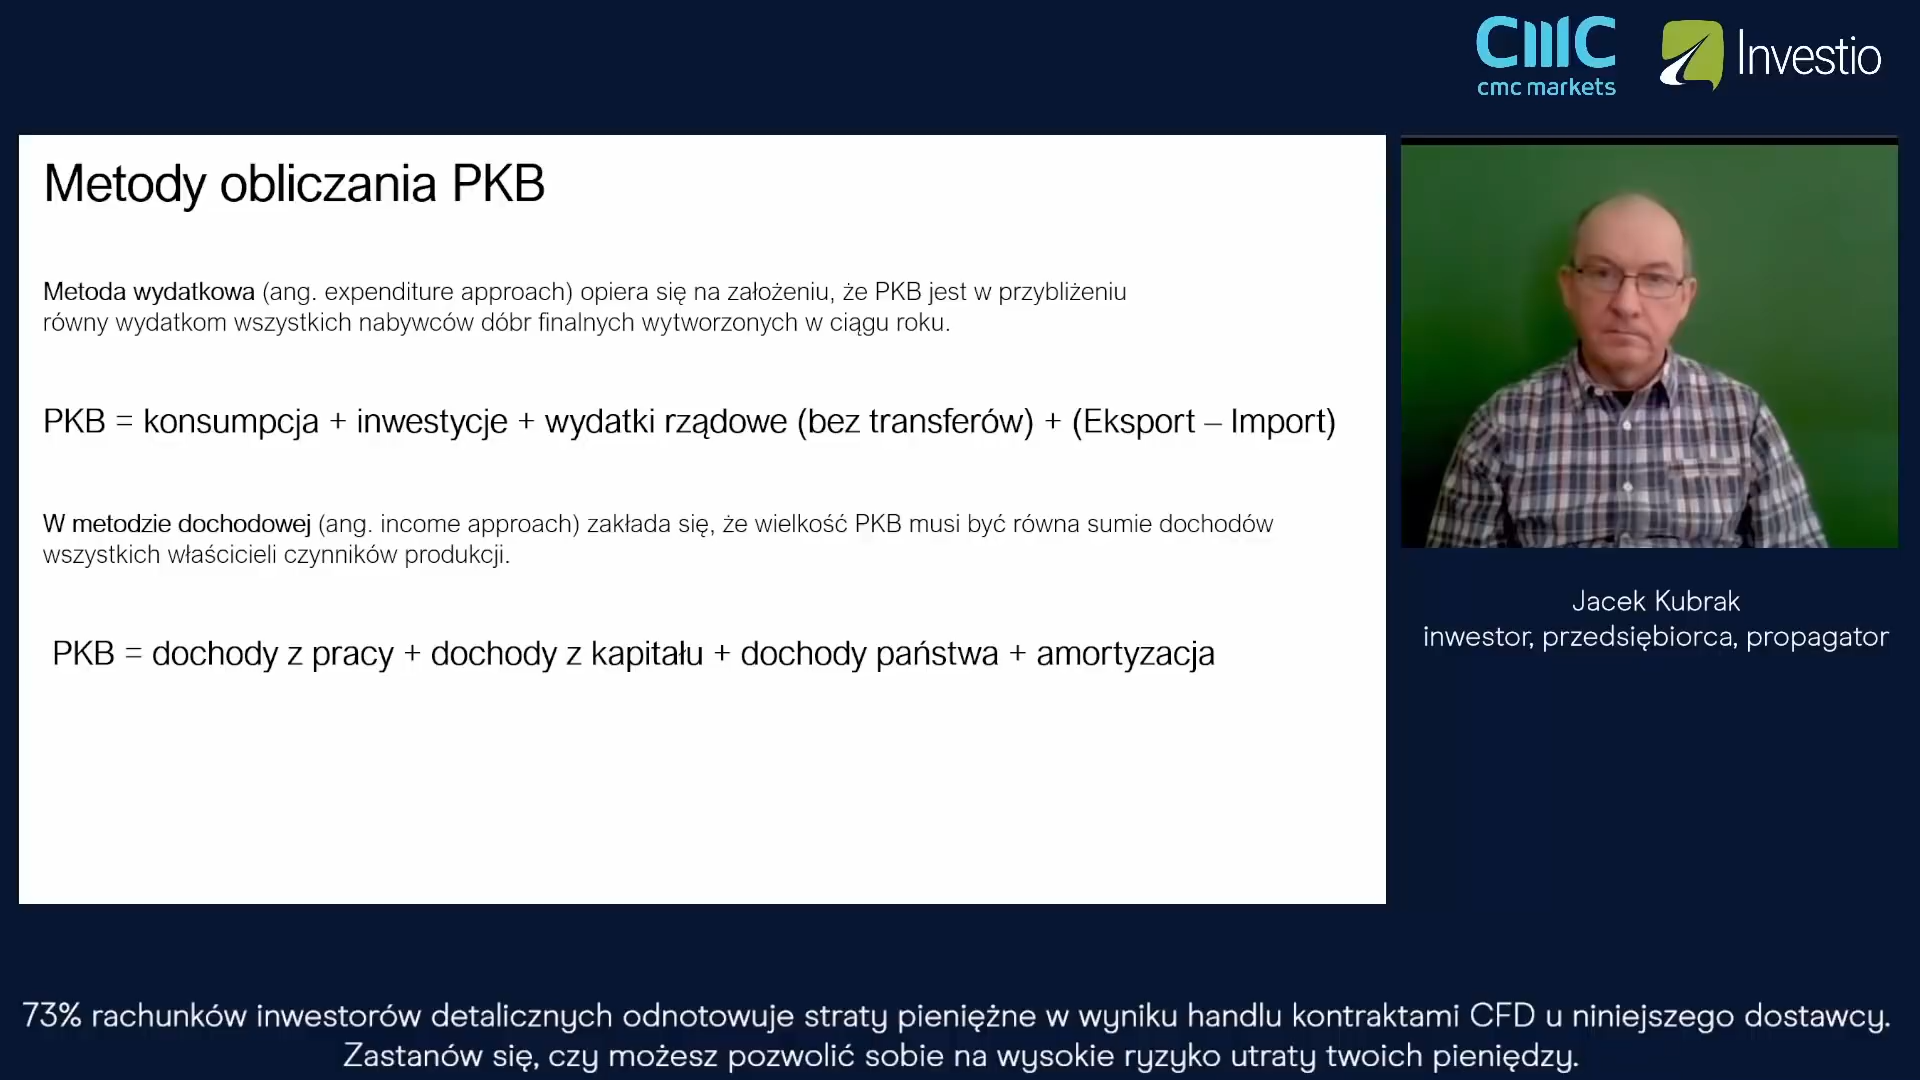 CMC
cmc markets
Investio
Metody obliczania PKB
Metoda wydatkowa (ang. expenditure approach) opiera się na założeniu, że PKB jest w przybliżeniu
równy wydatkom wszystkich nabywców dóbr finalnych wytworzonych w ciągu roku.
PKB = konsumpcja + inwestycje + wydatki rządowe (bez transferów) + (Eksport – Import)
W metodzie dochodowej (ang. income approach) zakłada się, że wielkość PKB musi być równa sumie dochodów
wszystkich właścicieli czynników produkcji.
PKB = dochody z pracy + dochody z kapitału + dochody państwa + amortyzacja
Jacek Kubrak
inwestor, przedsiębiorca, propagator
73% rachunków inwestorów detalicznych odnotowuje straty pieniężne w wyniku handlu kontraktami CFD u niniejszego dostawcy.
Zastanów się, czy możesz pozwolić sobie na wysokie ryzyko utraty twoich pieniędzy.